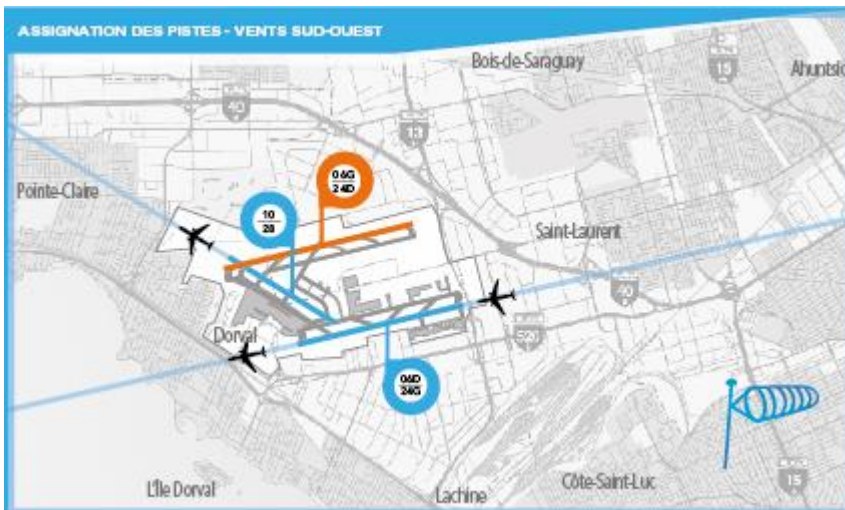 ASSIGNATION DES PISTES - VENTS SUD-OUEST
Bois-de-Saraguay
15
Ahuntsic
40
13
Pointe-Claire
06G
24D
10
28
Saint-Laurent
40
Dorval
520
06D
24G
L'Île Dorval
Lachine
Côte-Saint-Luc
15